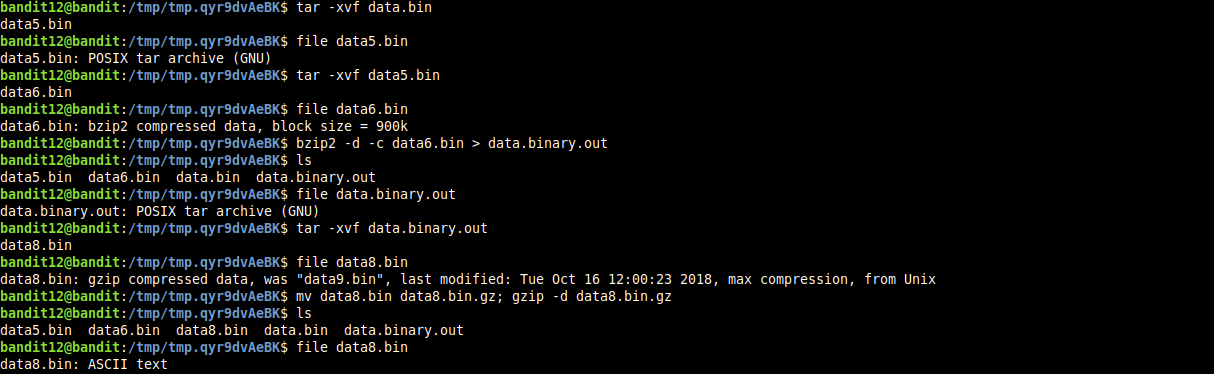 bandit12@bandit:/tmp/tmp.qyr9dvAeBK$ tar -xvf data.bin
data5.bin
bandit12@bandit:/tmp/tmp.qyr9dvAeBK$ file data5.bin
data5.bin: POSIX tar archive (GNU)
bandit12@bandit:/tmp/tmp.qyr9dvAeBK$ tar -xvf data5.bin
data6.bin
bandit12@bandit:/tmp/tmp.qyr9dvAeBK$ file data6.bin
data6.bin: bzip2 compressed data, block size = 900k
bandit12@bandit:/tmp/tmp.qyr9dvAeBK$ bzip2 -d -c data6.bin > data.binary.out
bandit12@bandit:/tmp/tmp.qyr9dvAeBK$ ls
data5.bin  data6.bin  data.bin  data.binary.out
bandit12@bandit:/tmp/tmp.qyr9dvAeBK$ file data.binary.out
data.binary.out: POSIX tar archive (GNU)
bandit12@bandit:/tmp/tmp.qyr9dvAeBK$ tar -xvf data.binary.out
data8.bin
bandit12@bandit:/tmp/tmp.qyr9dvAeBK$ file data8.bin
data8.bin: gzip compressed data, was "data9.bin", last modified: Tue Oct 16 12:00:23 2018, max compression, from Unix
bandit12@bandit:/tmp/tmp.qyr9dvAeBK$ mv data8.bin data8.bin.gz; gzip -d data8.bin.gz
bandit12@bandit:/tmp/tmp.qyr9dvAeBK$ ls
data5.bin  data6.bin  data8.bin  data.bin  data.binary.out
bandit12@bandit:/tmp/tmp.qyr9dvAeBK$ file data8.bin
data8.bin: ASCII text